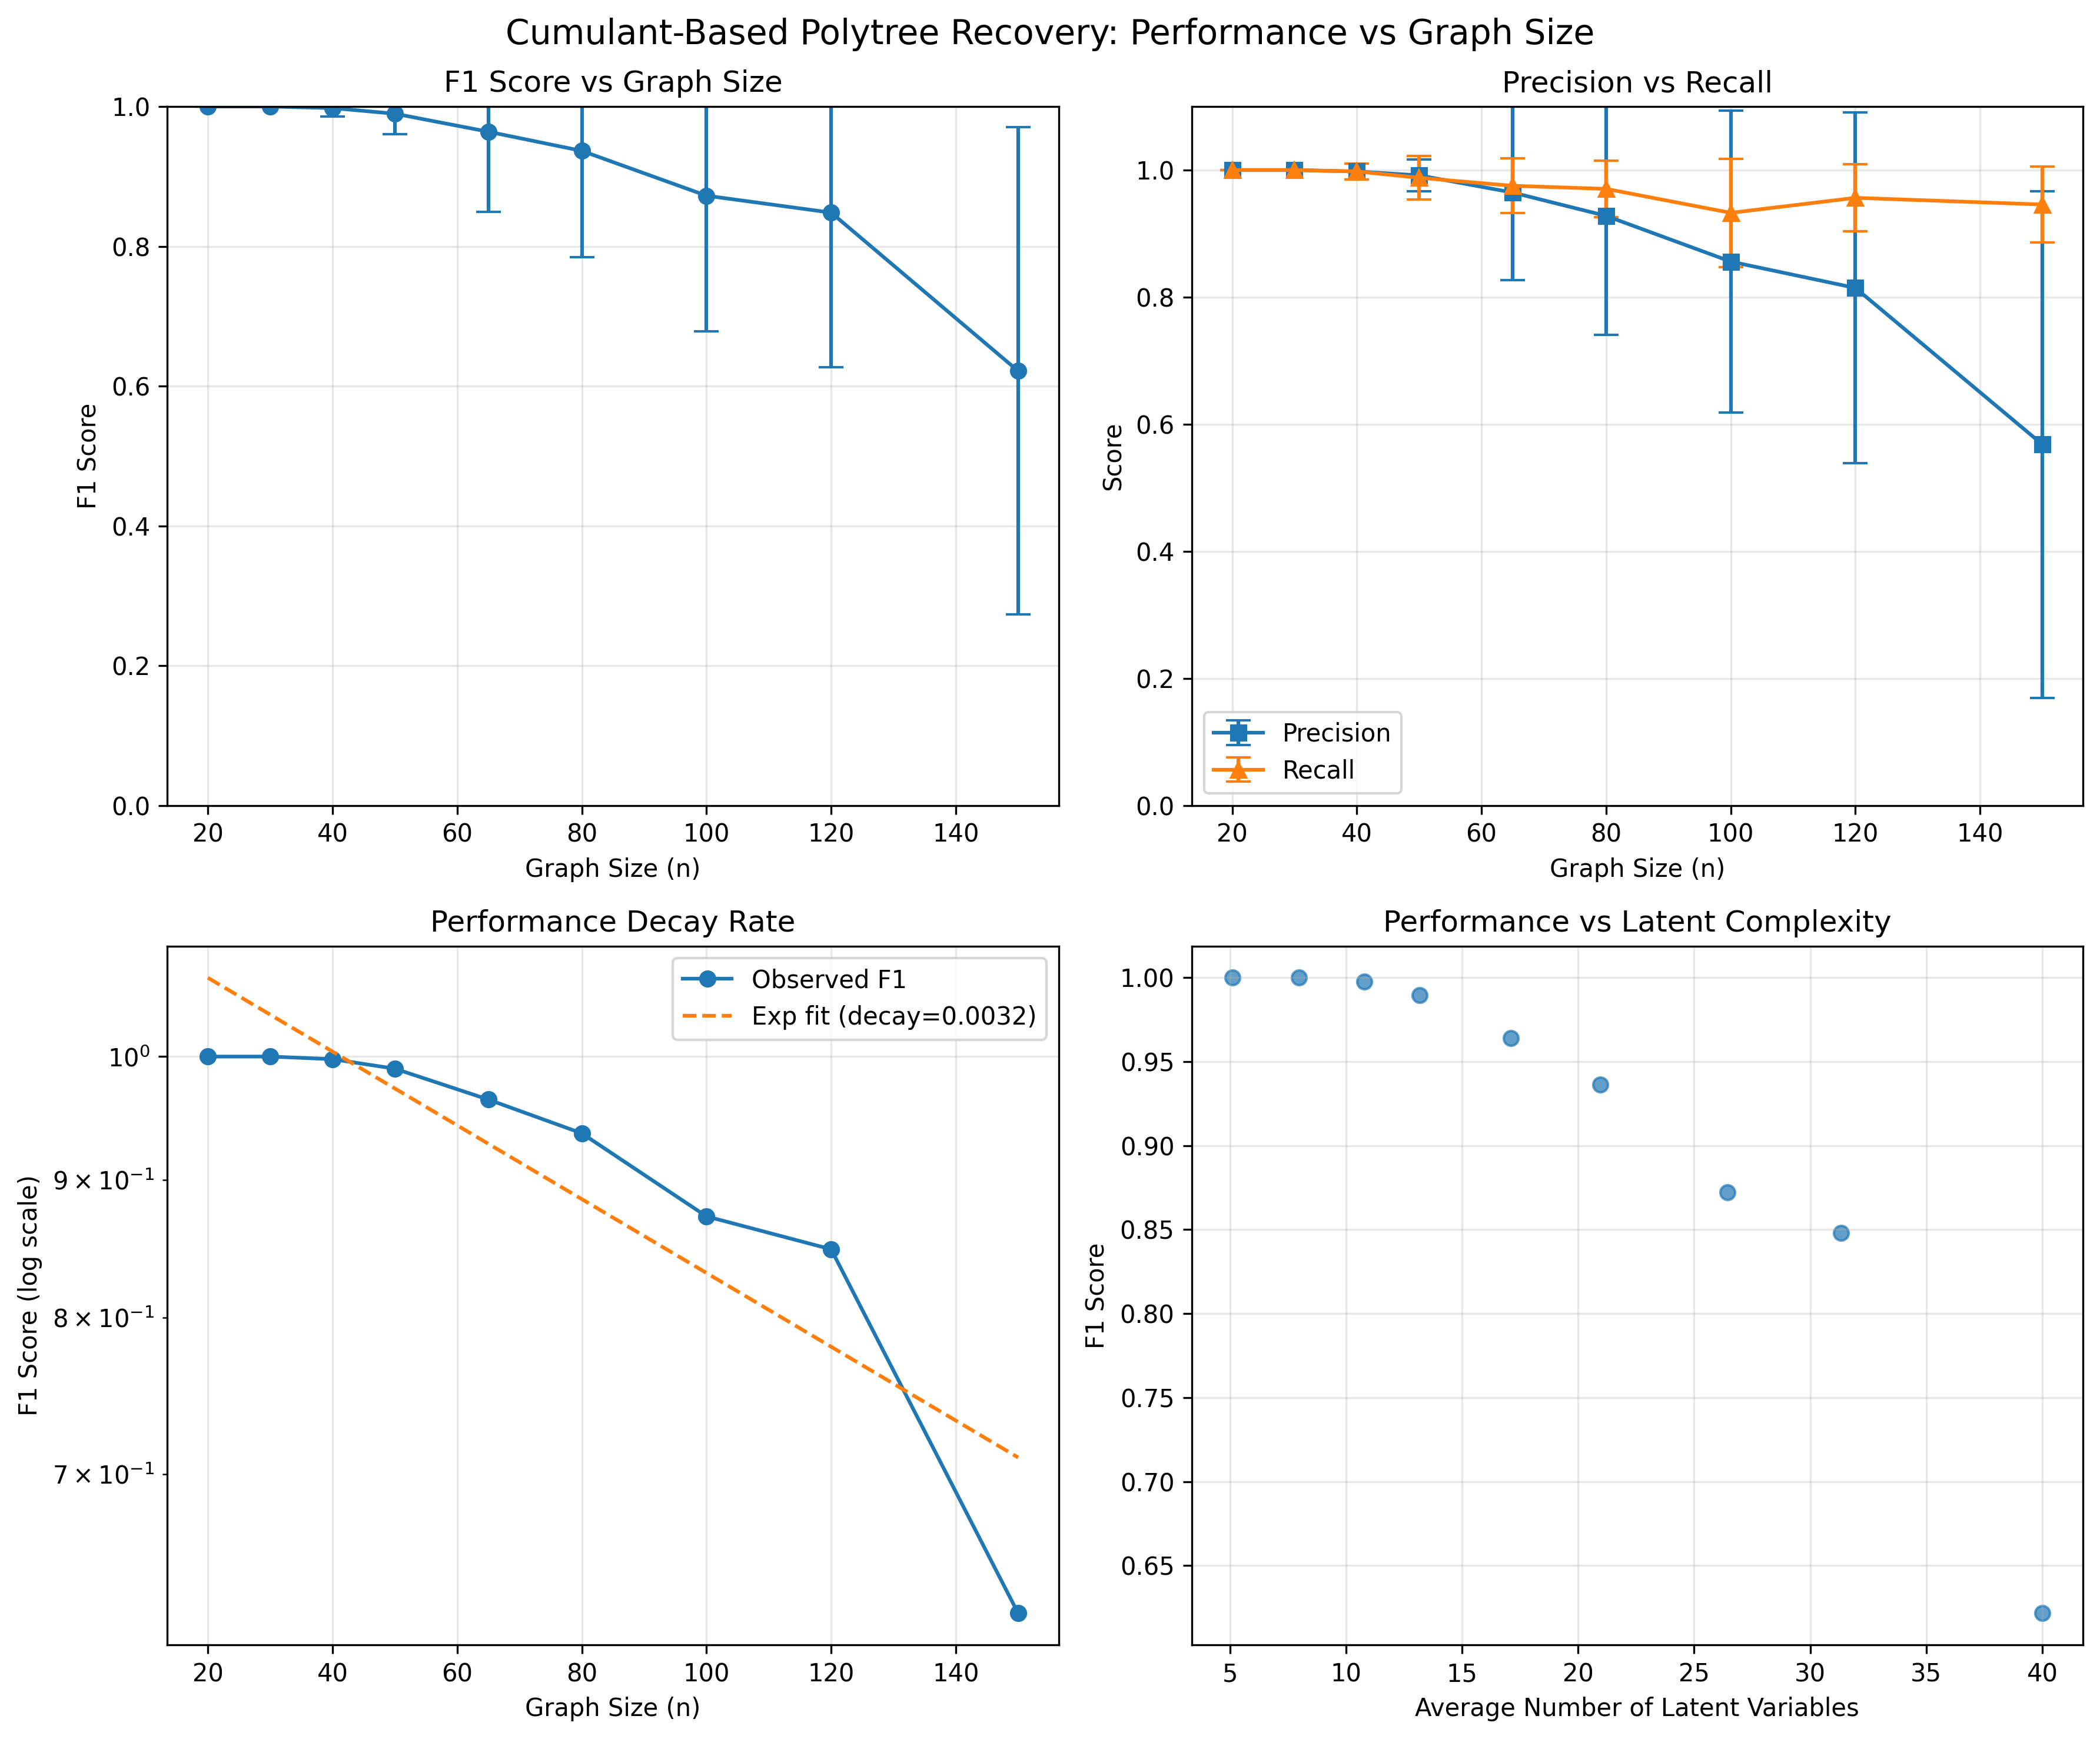 Cumulant-Based Polytree Recovery: Performance vs Graph Size
F1 Score vs Graph Size
1.0
0.8
0.6
0.4
0.2
0.0
F1 Score
20 40 60 80 100 120 140
Graph Size (n)
Precision vs Recall
1.0
0.8
0.6
0.4
0.2
0.0
Score
Precision
Recall
20 40 60 80 100 120 140
Graph Size (n)
Performance Decay Rate
Observed F1
Exp fit (decay=0.0032)
10⁰
9 × 10⁻¹
8 × 10⁻¹
7 × 10⁻¹
F1 Score (log scale)
20 40 60 80 100 120 140
Graph Size (n)
Performance vs Latent Complexity
1.00
0.95
0.90
0.85
0.80
0.75
0.70
0.65
F1 Score
5 10 15 20 25 30 35 40
Average Number of Latent Variables